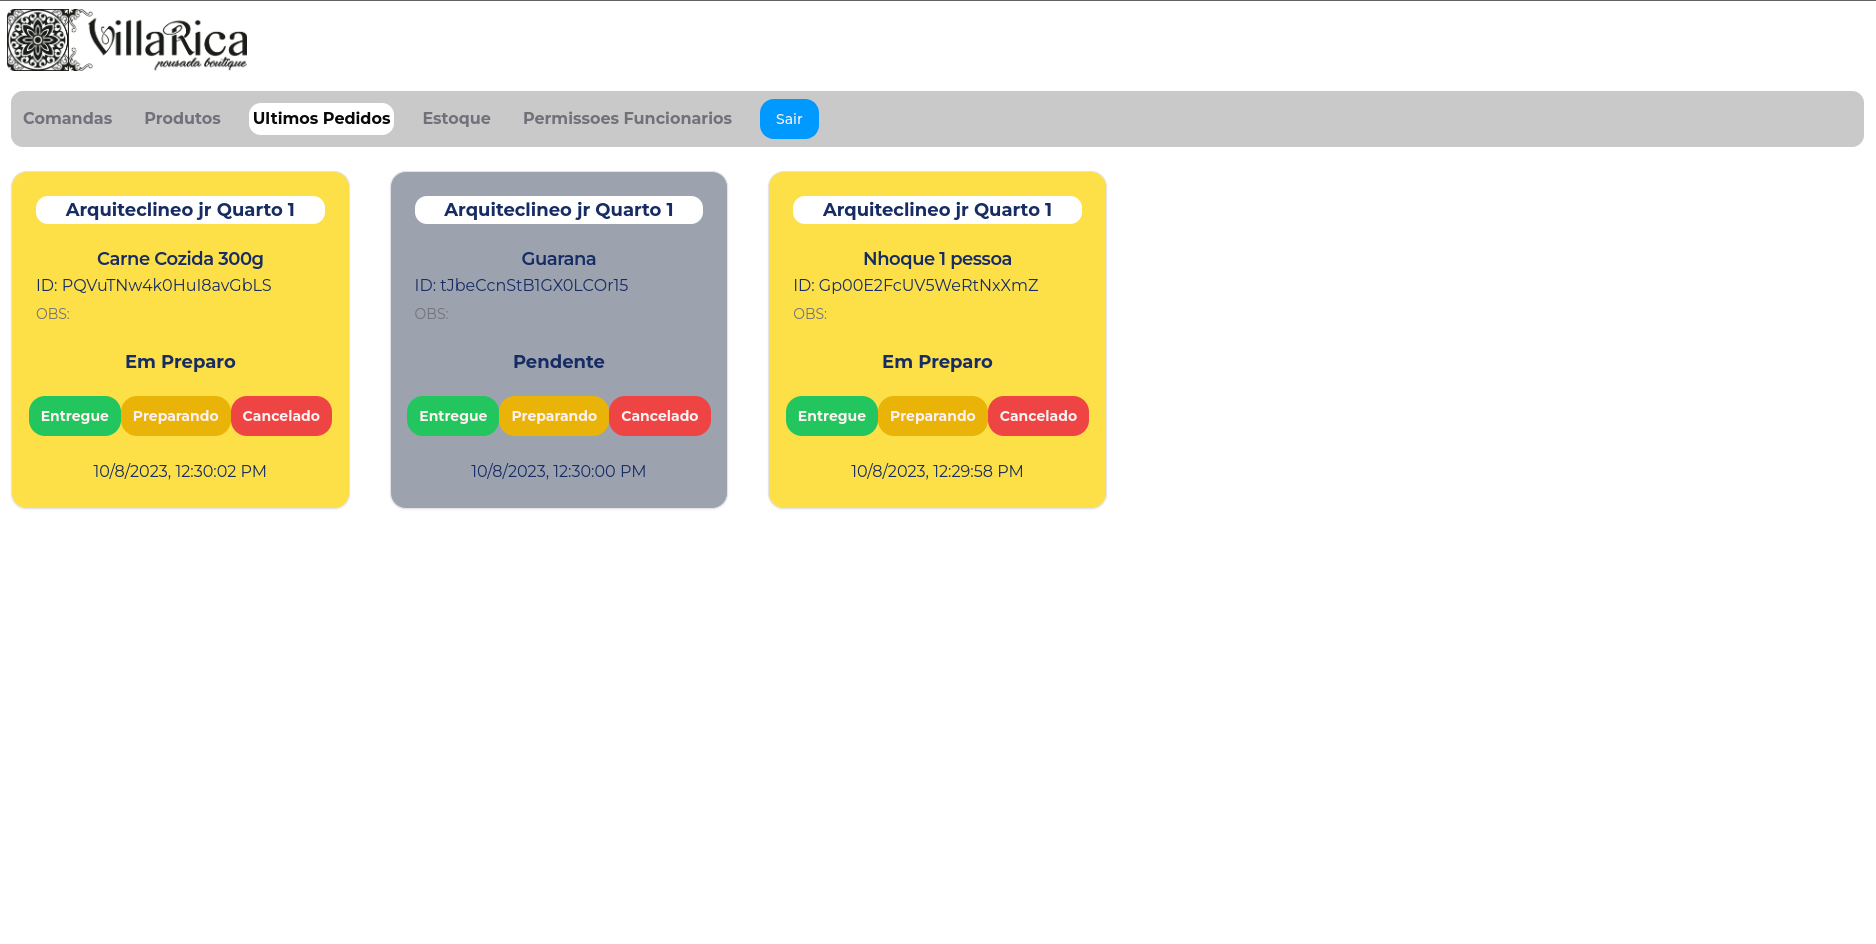 VillaRica
pousada boutique
Comandas Produtos Ultimos Pedidos Estoque Permissoes Funcionarios Sair
Arquiteclineo jr Quarto 1
Carne Cozida 300g
ID: PQVuTNw4k0HuI8avGbLS
OBS:
Em Preparo
Entregue Preparando Cancelado
10/8/2023, 12:30:02 PM
Arquiteclineo jr Quarto 1
Guarana
ID: tJbeCcnStB1GX0LCOr15
OBS:
Pendente
Entregue Preparando Cancelado
10/8/2023, 12:30:00 PM
Arquiteclineo jr Quarto 1
Nhoque 1 pessoa
ID: Gp00E2FcUV5WeRtNxXmZ
OBS:
Em Preparo
Entregue Preparando Cancelado
10/8/2023, 12:29:58 PM